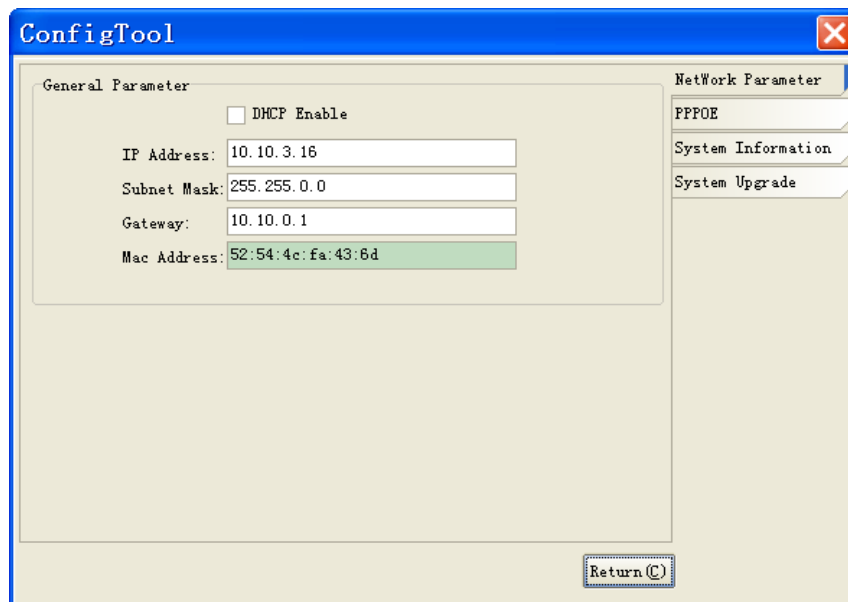 ConfigTool
General Parameter
DHCP Enable
IP Address: 10.10.3.16
Subnet Mask: 255.255.0.0
Gateway: 10.10.0.1
Mac Address: 52:54:4c:fa:43:6d
NetWork Parameter
PPPOE
System Information
System Upgrade
Return(C)